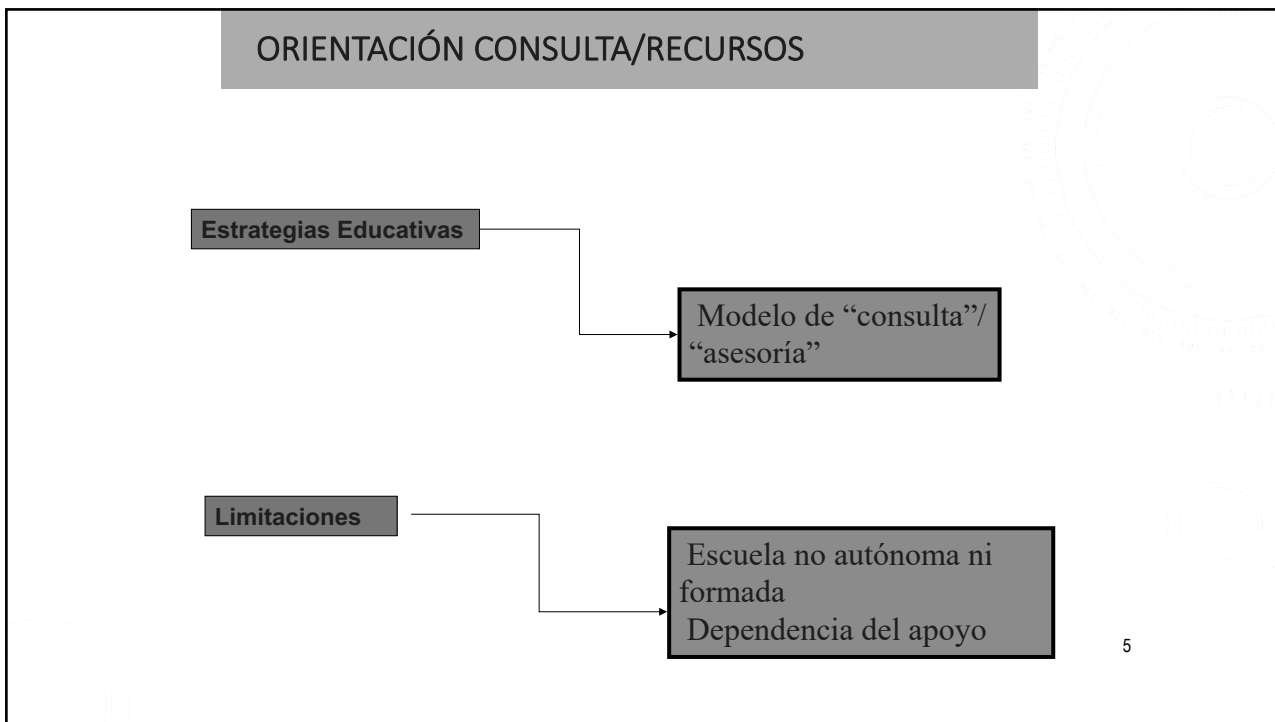 ORIENTACIÓN CONSULTA/RECURSOS
Estrategias Educativas
Modelo de “consulta”/
“asesoría”
Limitaciones
Escuela no autónoma ni
formada
Dependencia del apoyo
5